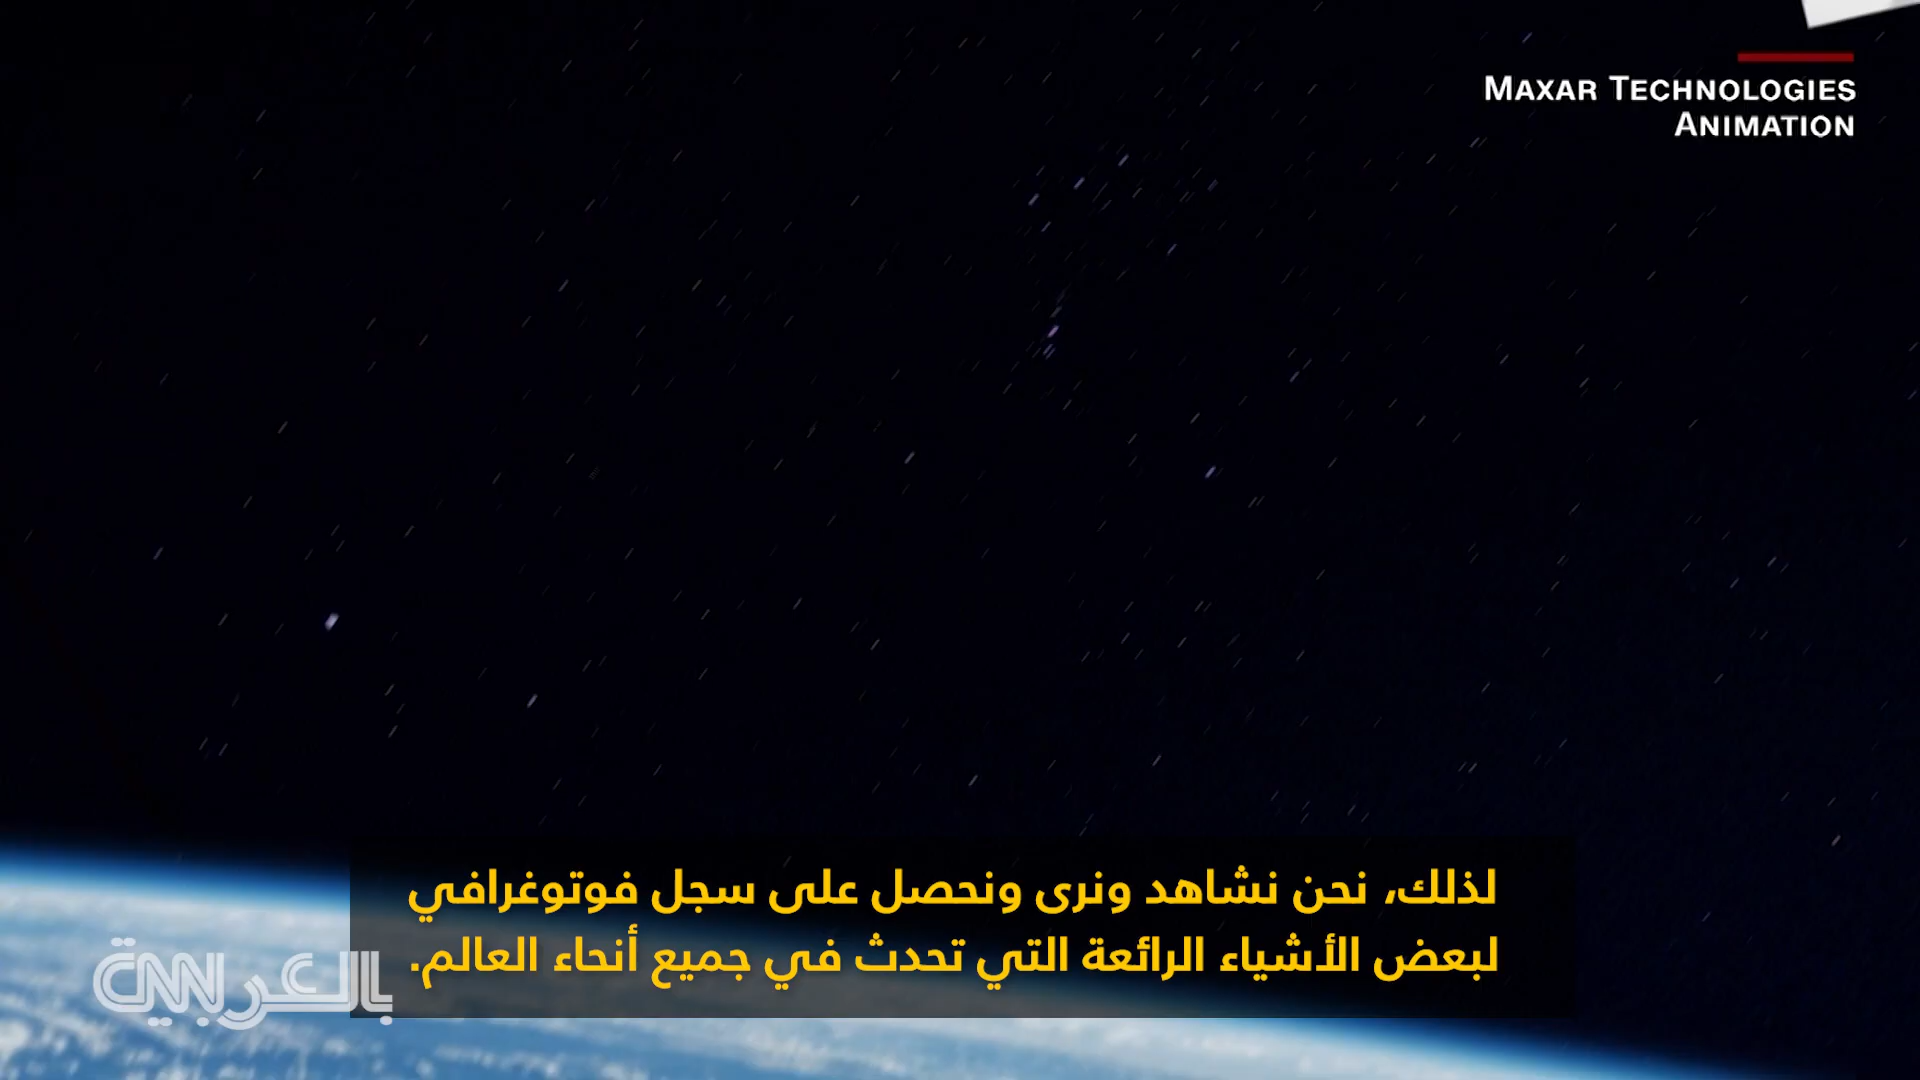 MAXAR TECHNOLOGIES
ANIMATION
لذلك، نحن نشاهد ونرى ونحصل على سجل فوتوغرافي
لبعض الأشياء الرائعة التي تحدث في جميع أنحاء العالم.
CNN بالعربية